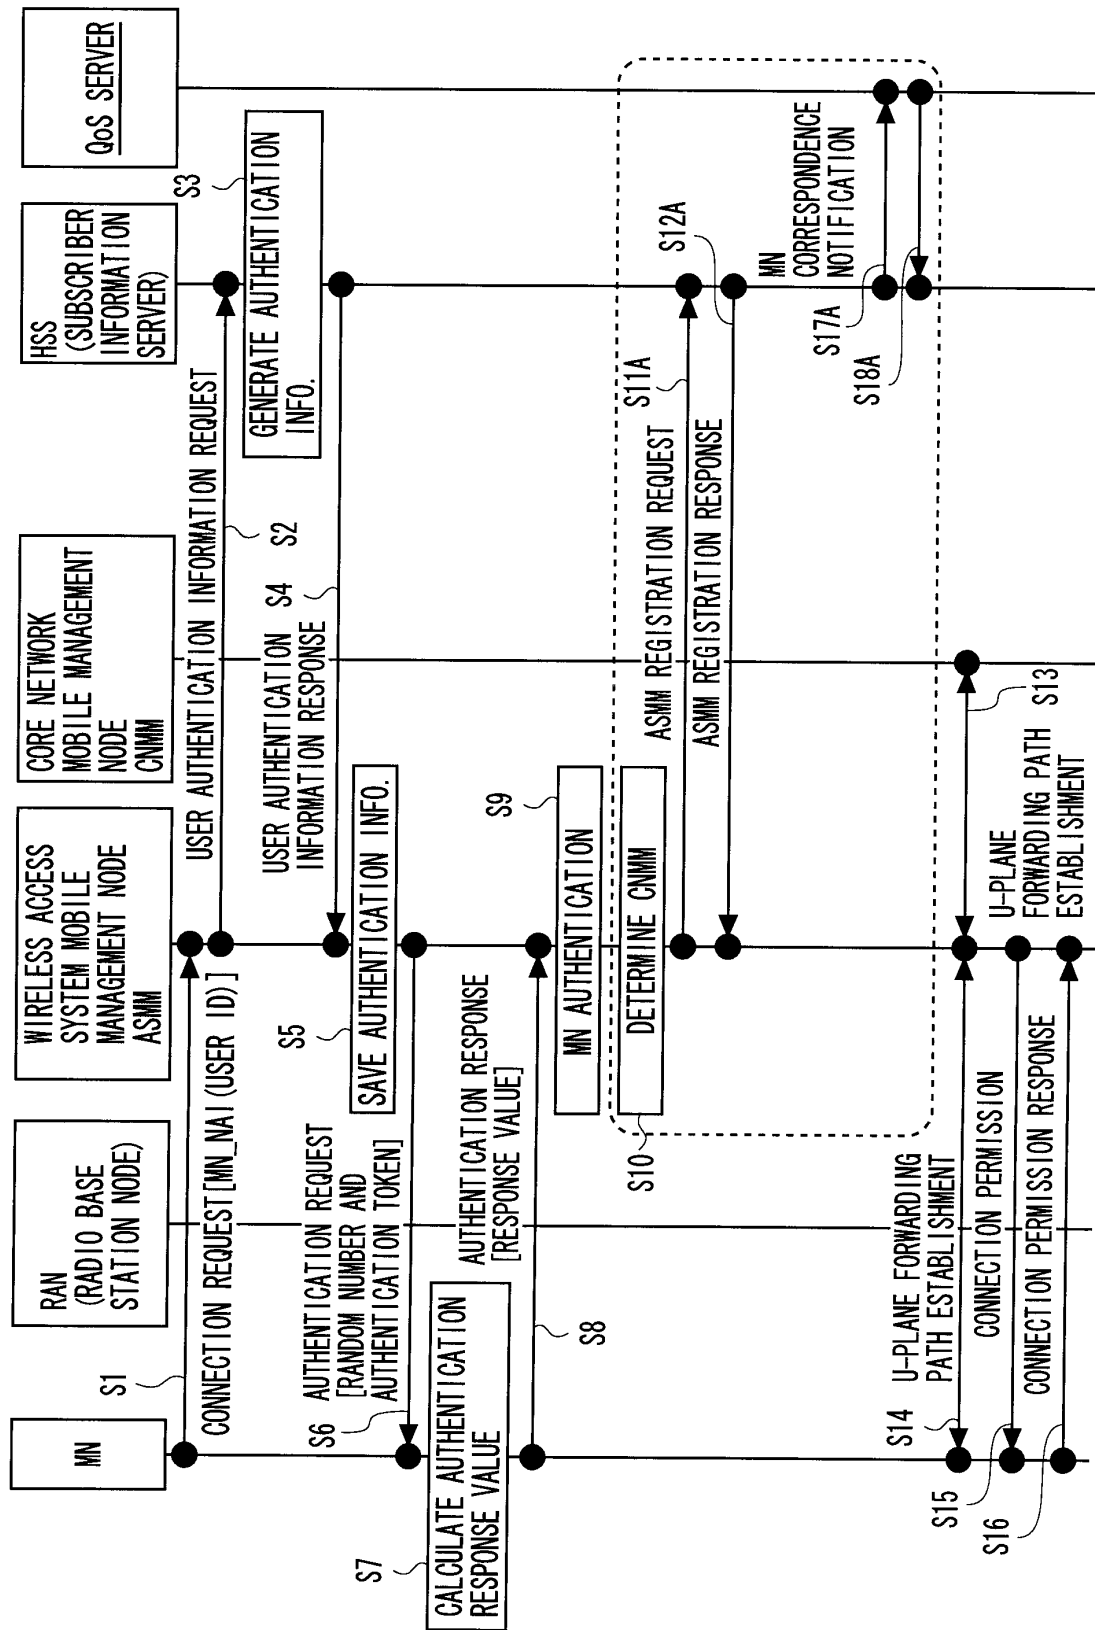 MN
RAN
(RADIO BASE
STATION NODE)
WIRELESS ACCESS
SYSTEM MOBILE
MANAGEMENT NODE
ASMM
CORE NETWORK
MOBILE MANAGEMENT
NODE
CNMM
HSS
(SUBSCRIBER
INFORMATION
SERVER)
QoS SERVER
S1
CONNECTION REQUEST[MN_NAI(USER ID)]
USER AUTHENTICATION INFORMATION REQUEST
S2
S3
GENERATE AUTHENTICATION
INFO.
USER AUTHENTICATION
INFORMATION RESPONSE
S4
S5
SAVE AUTHENTICATION INFO.
AUTHENTICATION REQUEST
[RANDOM NUMBER AND
AUTHENTICATION TOKEN]
S6
S7
CALCULATE AUTHENTICATION
RESPONSE VALUE
AUTHENTICATION RESPONSE
[RESPONSE VALUE]
S8
S9
MN AUTHENTICATION
S10
DETERMINE CNMM
ASMM REGISTRATION REQUEST
S11A
ASMM REGISTRATION RESPONSE
S12A
MN
CORRESPONDENCE
NOTIFICATION
S17A
S18A
S14
U-PLANE FORWARDING
PATH ESTABLISHMENT
S13
U-PLANE
FORWARDING PATH
ESTABLISHMENT
S15
CONNECTION PERMISSION
S16
CONNECTION PERMISSION RESPONSE